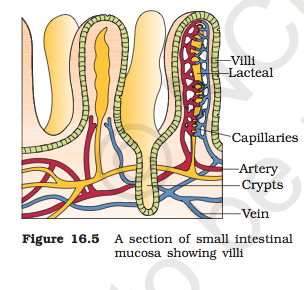 Villi
Lacteal
Capillaries
Artery
Crypts
Vein
Figure 16.5 A section of small intestinal
mucosa showing villi